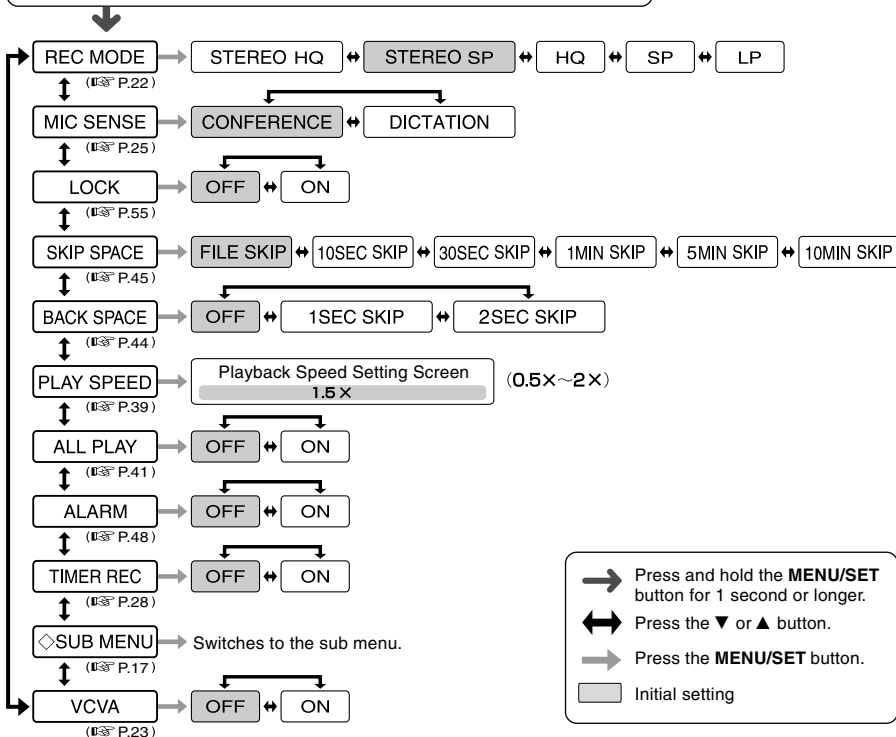 REC MODE STEREO HQ STEREO SP HQ SP LP
(☞ P.22)
MIC SENSE CONFERENCE DICTATION
(☞ P.25)
LOCK OFF ON
(☞ P.55)
SKIP SPACE FILE SKIP 10SEC SKIP 30SEC SKIP 1MIN SKIP 5MIN SKIP 10MIN SKIP
(☞ P.45)
BACK SPACE OFF 1SEC SKIP 2SEC SKIP
(☞ P.44)
PLAY SPEED Playback Speed Setting Screen (0.5×~2×)
1.5 ×
(☞ P.39)
ALL PLAY OFF ON
(☞ P.41)
ALARM OFF ON
(☞ P.48)
TIMER REC OFF ON
(☞ P.28)
◇SUB MENU Switches to the sub menu.
(☞ P.17)
VCVA OFF ON
(☞ P.23)
Press and hold the MENU/SET
button for 1 second or longer.
Press the ▼ or ▲ button.
Press the MENU/SET button.
Initial setting